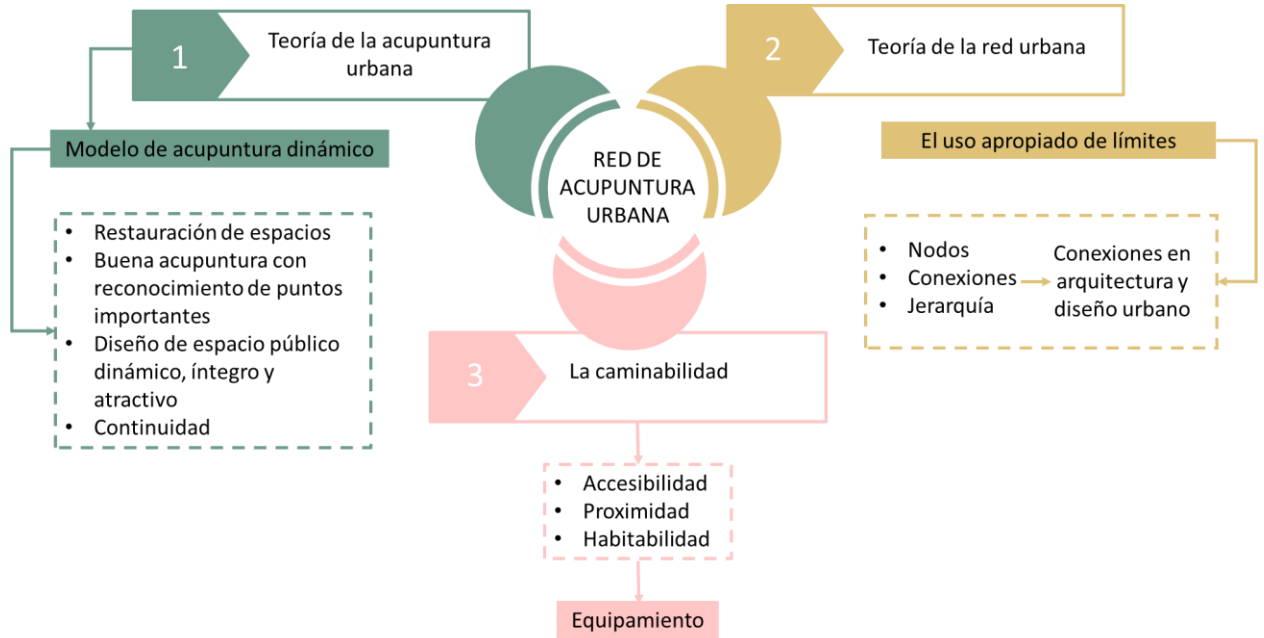 1
Teoría de la acupuntura
urbana
2
Teoría de la red urbana
Modelo de acupuntura dinámico
El uso apropiado de límites
RED DE
ACUPUNTURA
URBANA
• Restauración de espacios
• Buena acupuntura con
reconocimiento de puntos
importantes
• Diseño de espacio público
dinámico, íntegro y
atractivo
• Continuidad
• Nodos
• Conexiones
• Jerarquía
Conexiones en
arquitectura y
diseño urbano
3
La caminabilidad
• Accesibilidad
• Proximidad
• Habitabilidad
Equipamiento